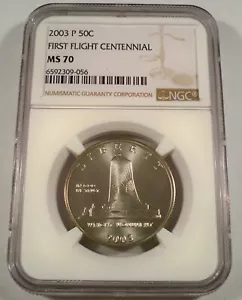 2003 P 50C
FIRST FLIGHT CENTENNIAL
MS 70
6592309-056
NUMISMATIC GUARANTY CORPORATION
NGC
LIBERTY
2003